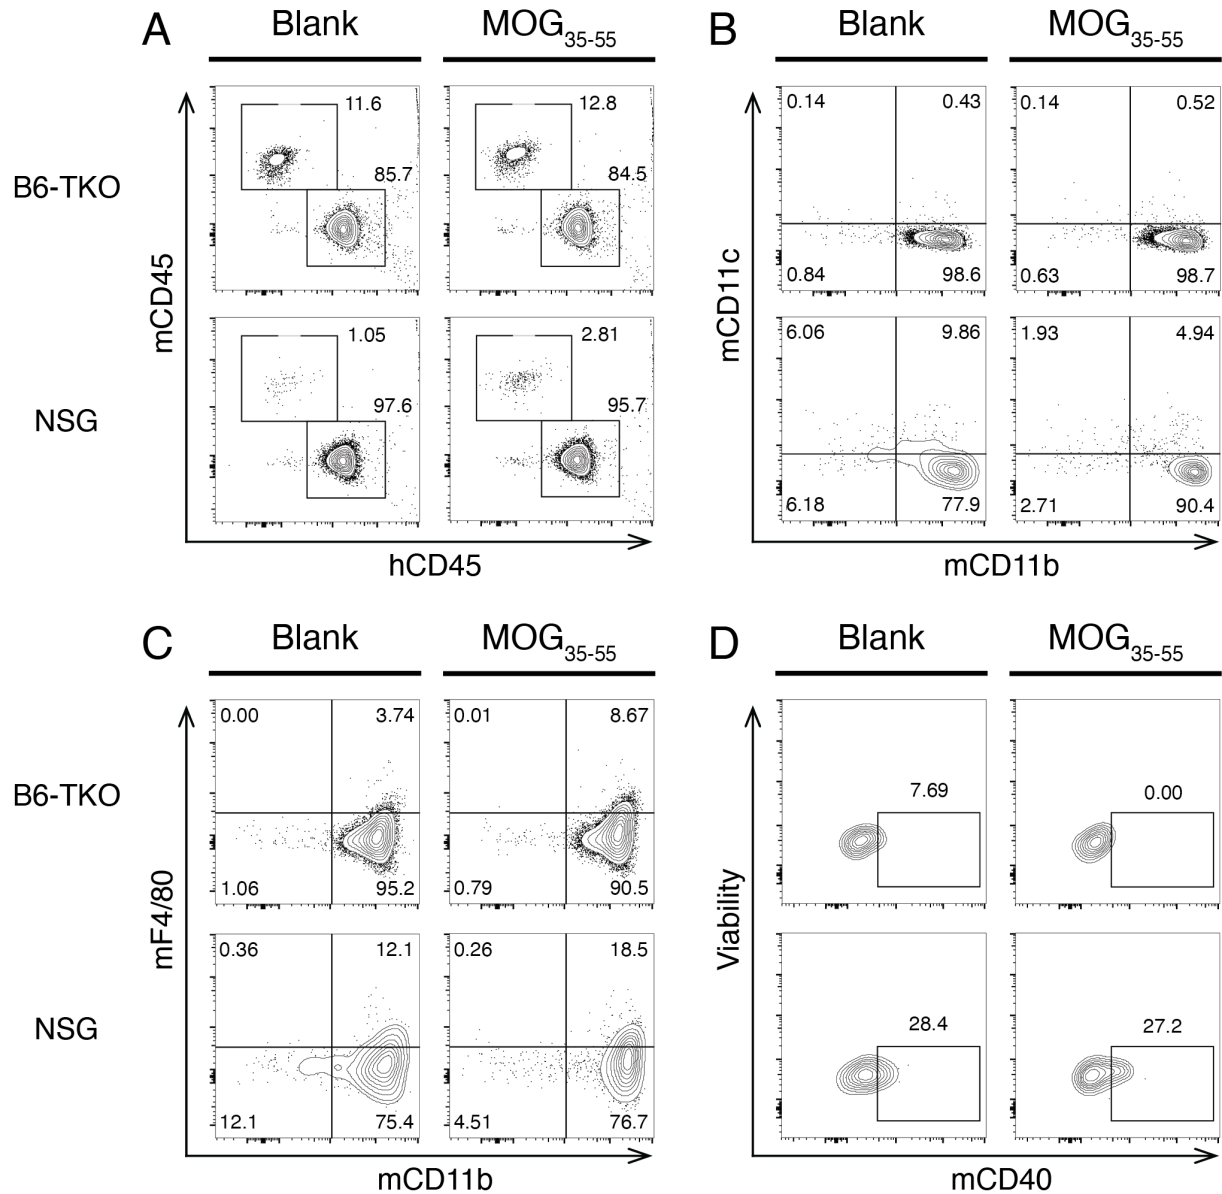 A Blank MOG35-55
B Blank MOG35-55
B6-TKO
11.6 12.8
85.7 84.5
0.14 0.43 0.14 0.52
0.84 98.6 0.63 98.7
mCD45
mCD11c
NSG
1.05 2.81
97.6 95.7
6.06 9.86 1.93 4.94
6.18 77.9 2.71 90.4
hCD45
mCD11b
C Blank MOG35-55
D Blank MOG35-55
B6-TKO
0.00 3.74 0.01 8.67
1.06 95.2 0.79 90.5
7.69 0.00
mF4/80
Viability
NSG
0.36 12.1 0.26 18.5
12.1 75.4 4.51 76.7
28.4 27.2
mCD11b
mCD40